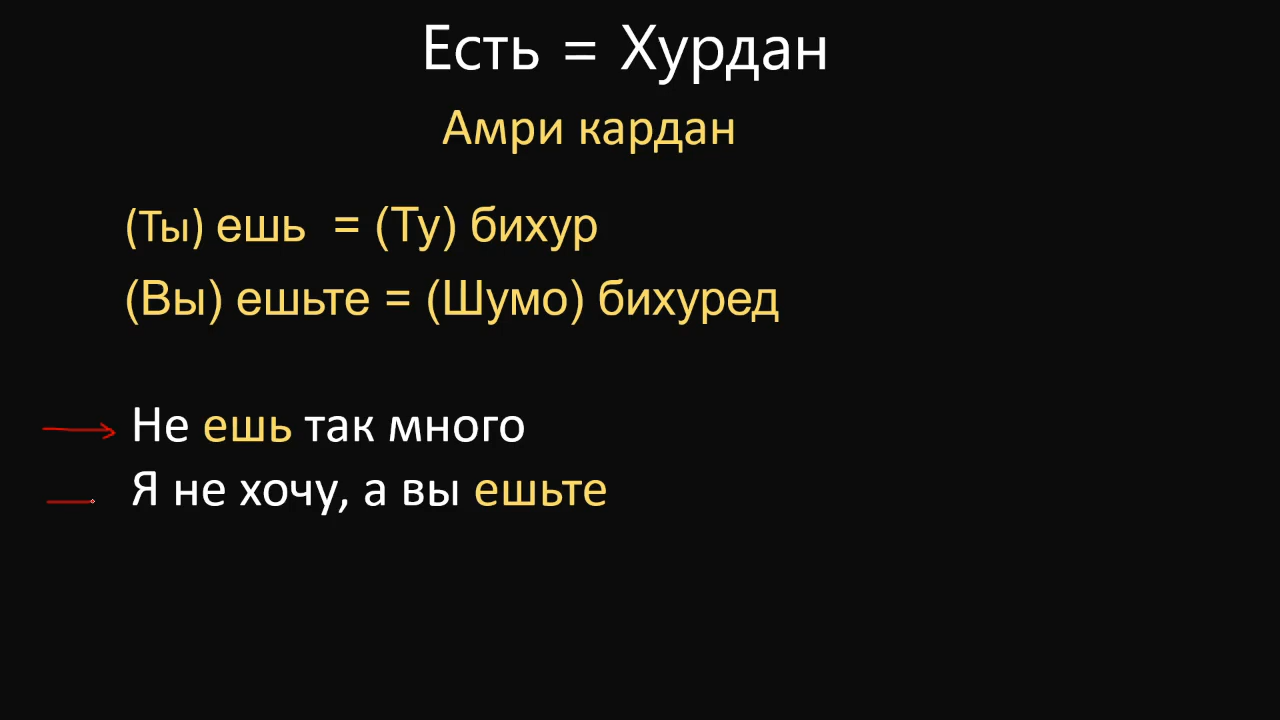 Есть = Хурдан
Амри кардан
(Ты) ешь = (Ту) бихур
(Вы) ешьте = (Шумо) бихуред
Не ешь так много
Я не хочу, а вы ешьте